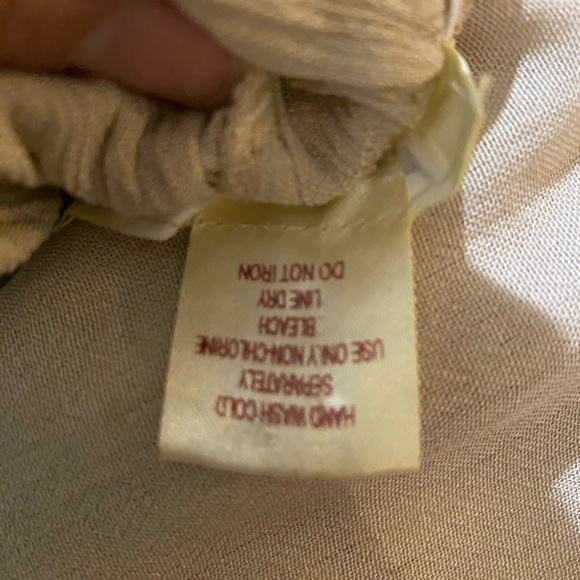 HAND WASH COLD
SEPARATELY
USE ONLY NON-CHLORINE
BLEACH
LINE DRY
DO NOT IRON